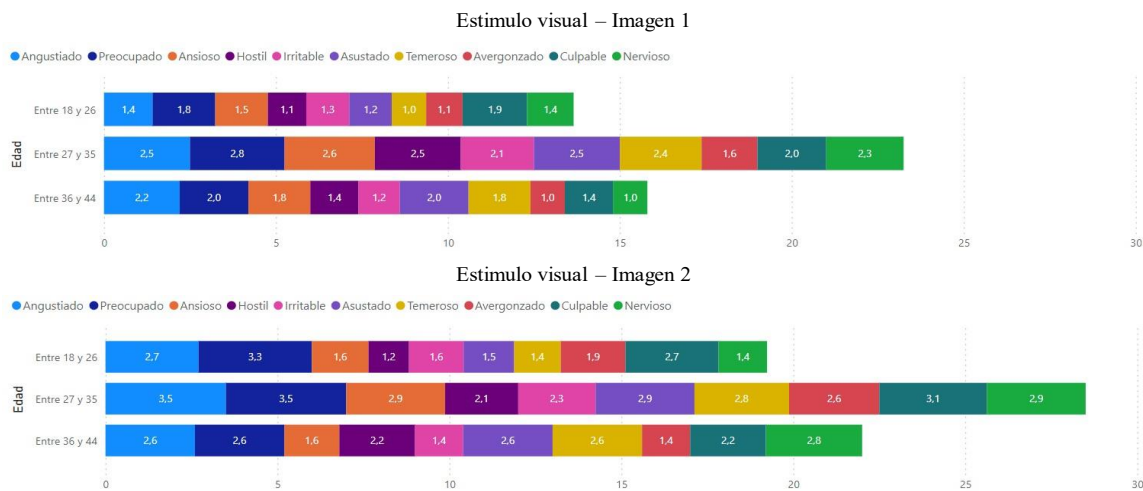 Estimulo visual – Imagen 1
Angustiado Preocupado Ansioso Hostil Irritable Asustado Temeroso Avergonzado Culpable Nervioso
Edad
Entre 18 y 26 1,4 1,8 1,5 1,1 1,3 1,2 1,0 1,1 1,9 1,4
Entre 27 y 35 2,5 2,8 2,6 2,5 2,1 2,5 2,4 1,6 2,0 2,3
Entre 36 y 44 2,2 2,0 1,8 1,4 1,2 2,0 1,8 1,0 1,4 1,0
0 5 10 15 20 25 30
Estimulo visual – Imagen 2
Angustiado Preocupado Ansioso Hostil Irritable Asustado Temeroso Avergonzado Culpable Nervioso
Edad
Entre 18 y 26 2,7 3,3 1,6 1,2 1,6 1,5 1,4 1,9 2,7 1,4
Entre 27 y 35 3,5 3,5 2,9 2,1 2,3 2,9 2,8 2,6 3,1 2,9
Entre 36 y 44 2,6 2,6 1,6 2,2 1,4 2,6 2,6 1,4 2,2 2,8
0 5 10 15 20 25 30